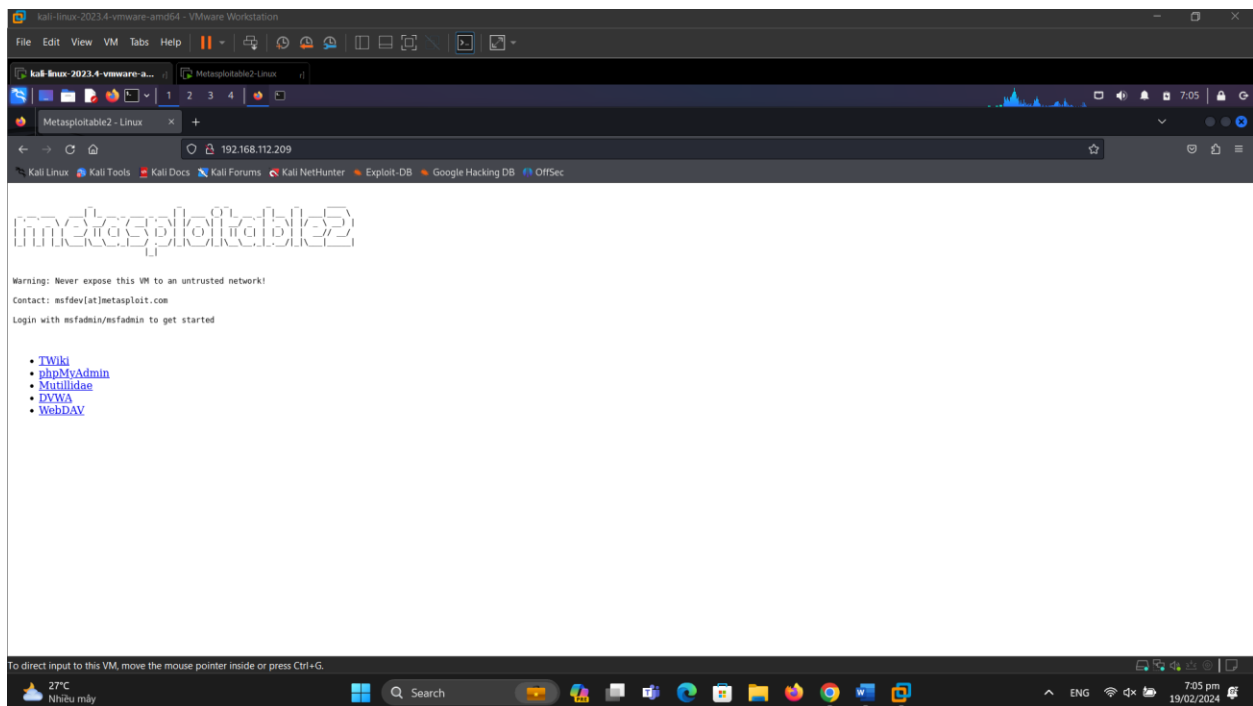 kali-linux-2023.4-vmware-amd64 - VMware Workstation
File Edit View VM Tabs Help
kali-linux-2023.4-vmware-a... Metasploitable2-Linux
1 2 3 4 7:05
Metasploitable2 - Linux
192.168.112.209
Kali Linux Kali Tools Kali Docs Kali Forums Kali NetHunter Exploit-DB Google Hacking DB OffSec
metasploitable2
Warning: Never expose this VM to an untrusted network!
Contact: msfdev[at]metasploit.com
Login with msfadmin/msfadmin to get started
TWiki
phpMyAdmin
Mutillidae
DVWA
WebDAV
To direct input to this VM, move the mouse pointer inside or press Ctrl+G.
27°C
Nhiều mây
Search
ENG
7:05 pm
19/02/2024